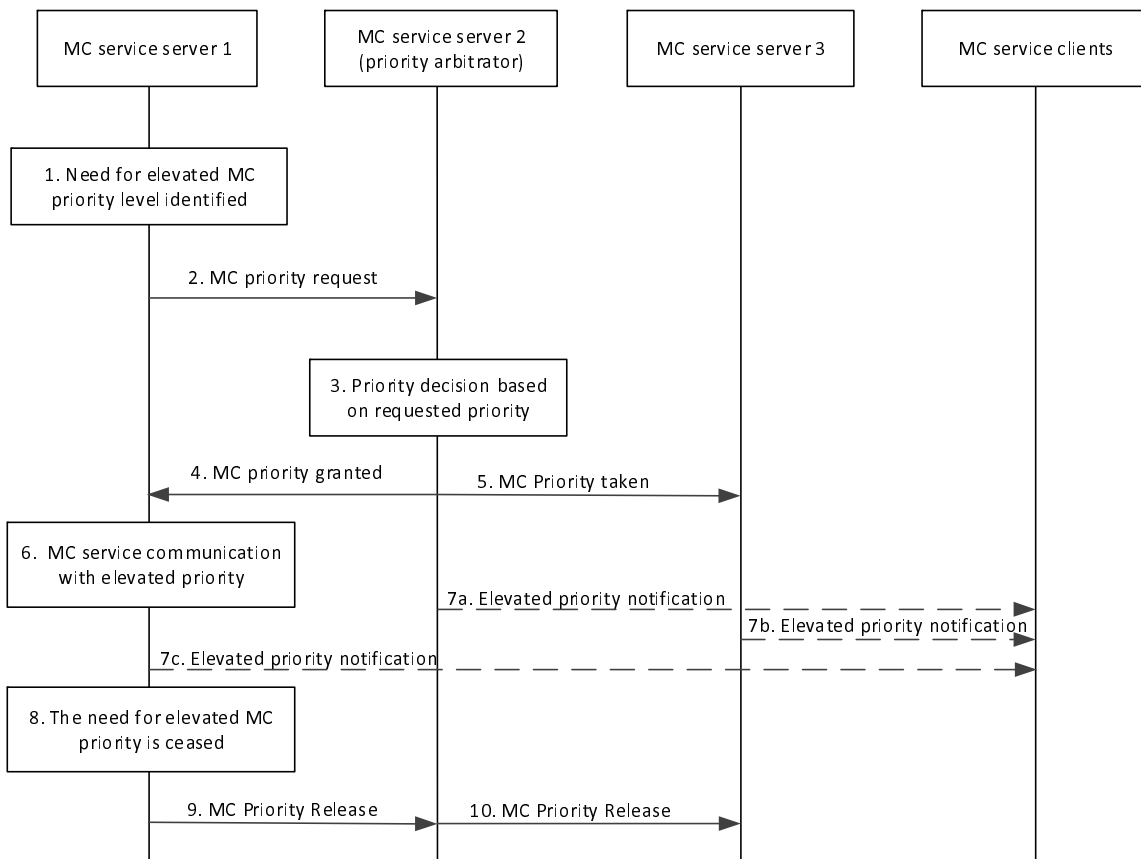 MC service server 1
MC service server 2
(priority arbitrator)
MC service server 3
MC service clients
1. Need for elevated MC
priority level identified
2. MC priority request
3. Priority decision based
on requested priority
4. MC priority granted
5. MC Priority taken
6. MC service communication
with elevated priority
7a. Elevated priority notification
7b. Elevated priority notification
7c. Elevated priority notification
8. The need for elevated MC
priority is ceased
9. MC Priority Release
10. MC Priority Release